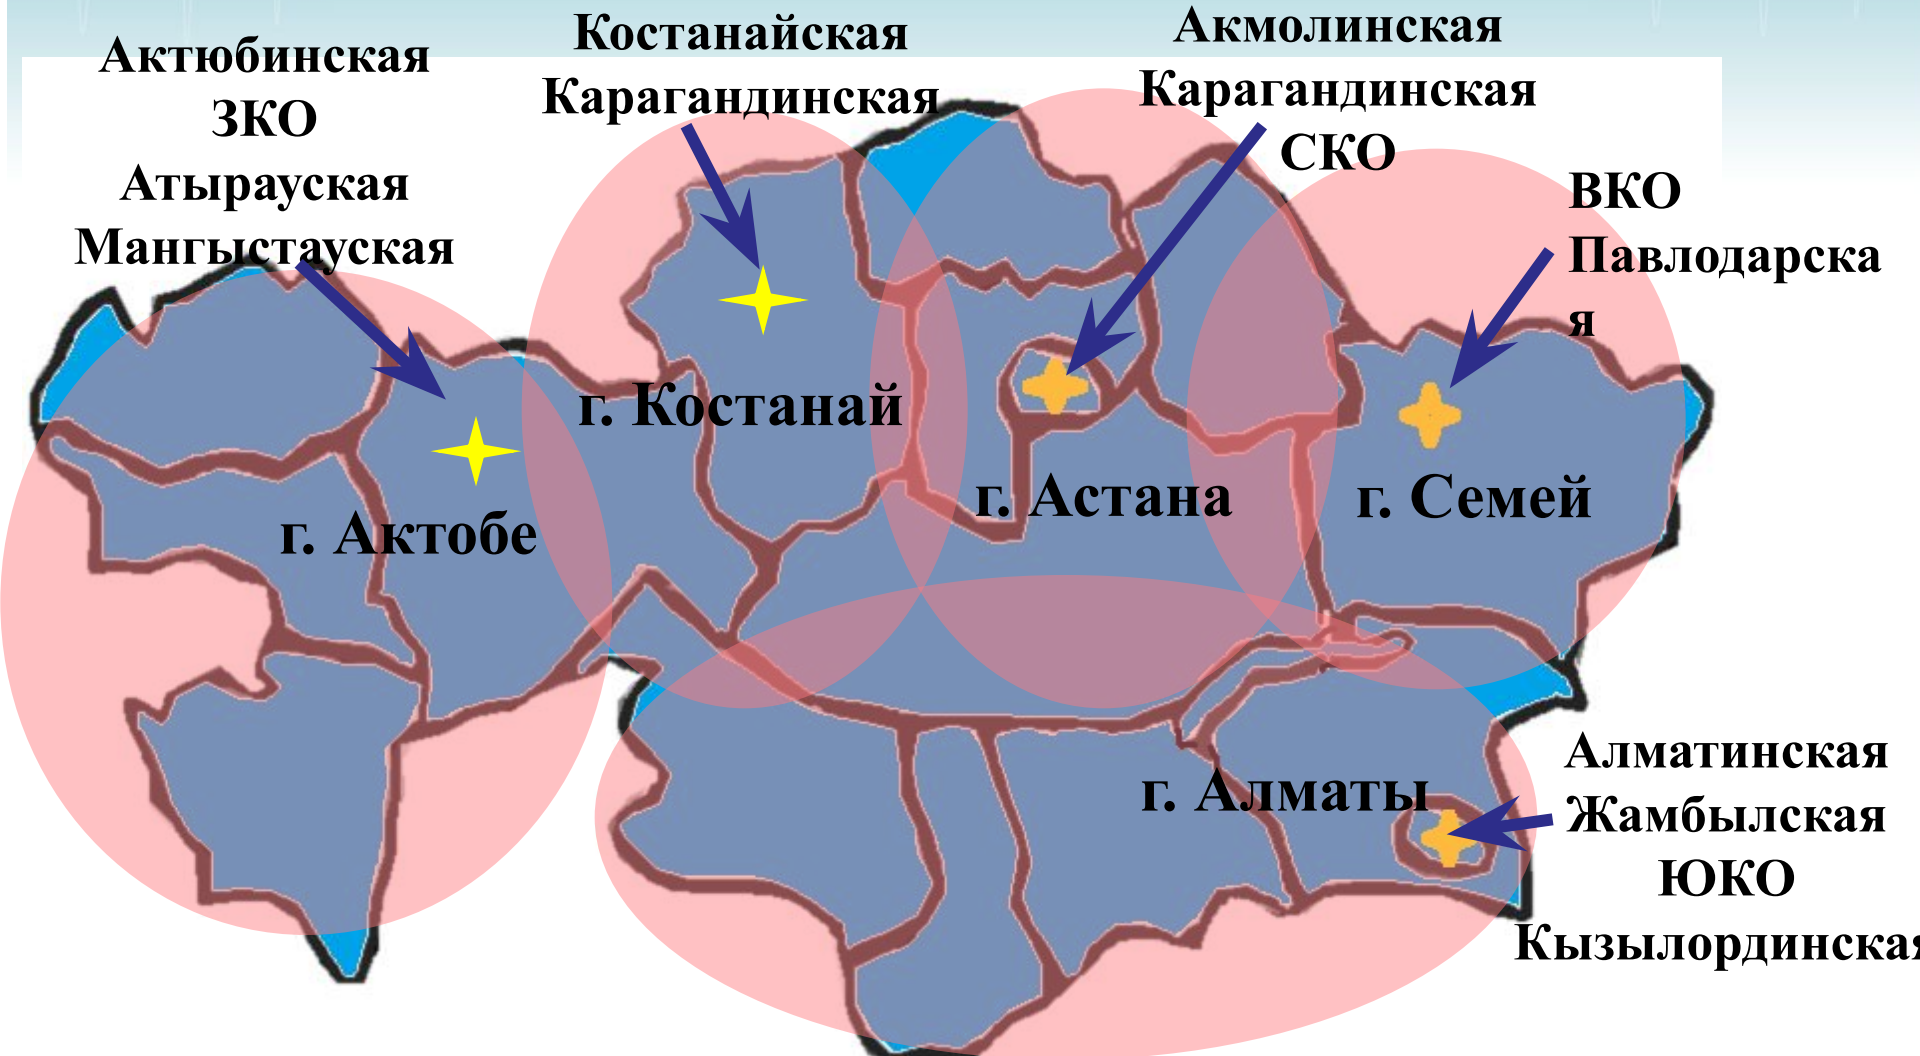 Актюбинская
ЗКО
Атырауская
Мангыстауская
Костанайская
Карагандинская
Акмолинская
Карагандинская
СКО
ВКО
Павлодарска
я
г. Костанай
г. Астана
г. Семей
г. Актобе
г. Алматы
Алматинская
Жамбылская
ЮКО
Кызылординская